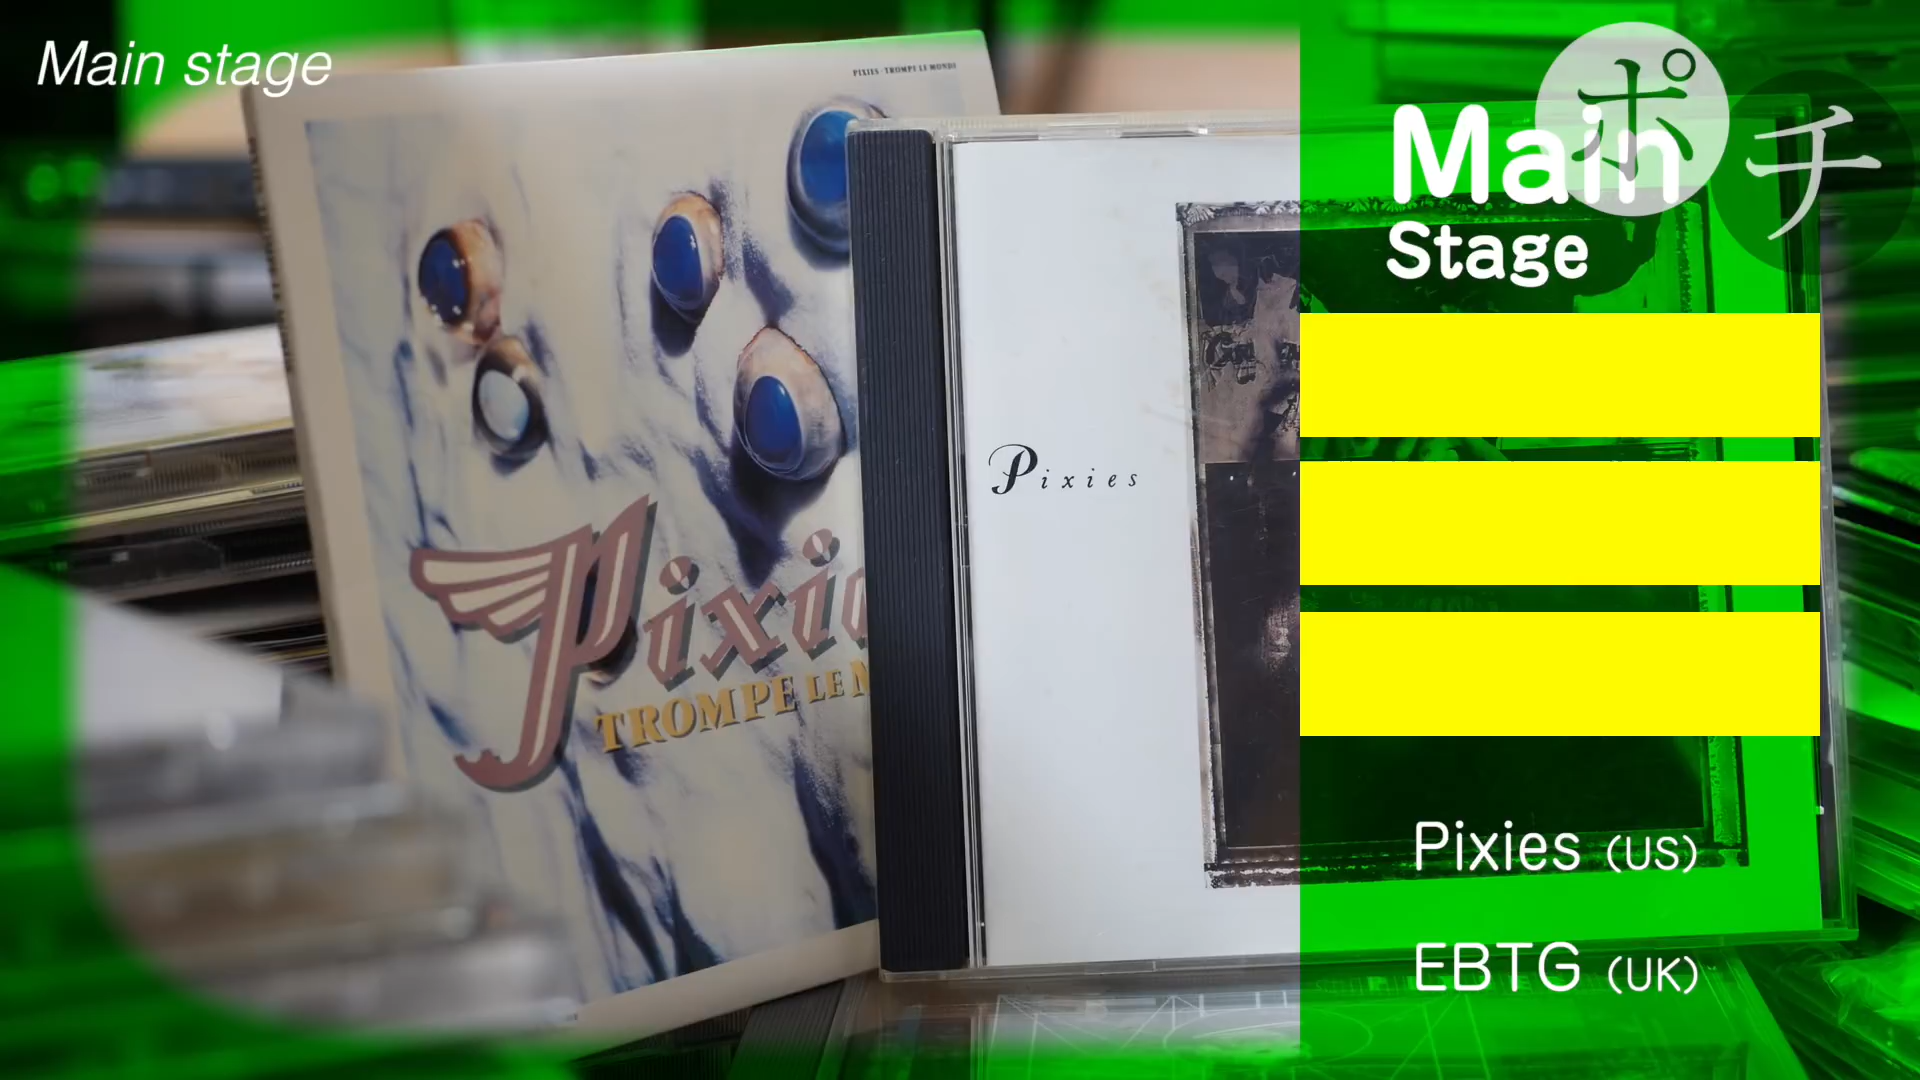 Main stage
PIXIES · TROMPE LE MONDE
Pixies
TROMPE LE
Pixies
ポチ
Main
Stage
Pixies (US)
EBTG (UK)